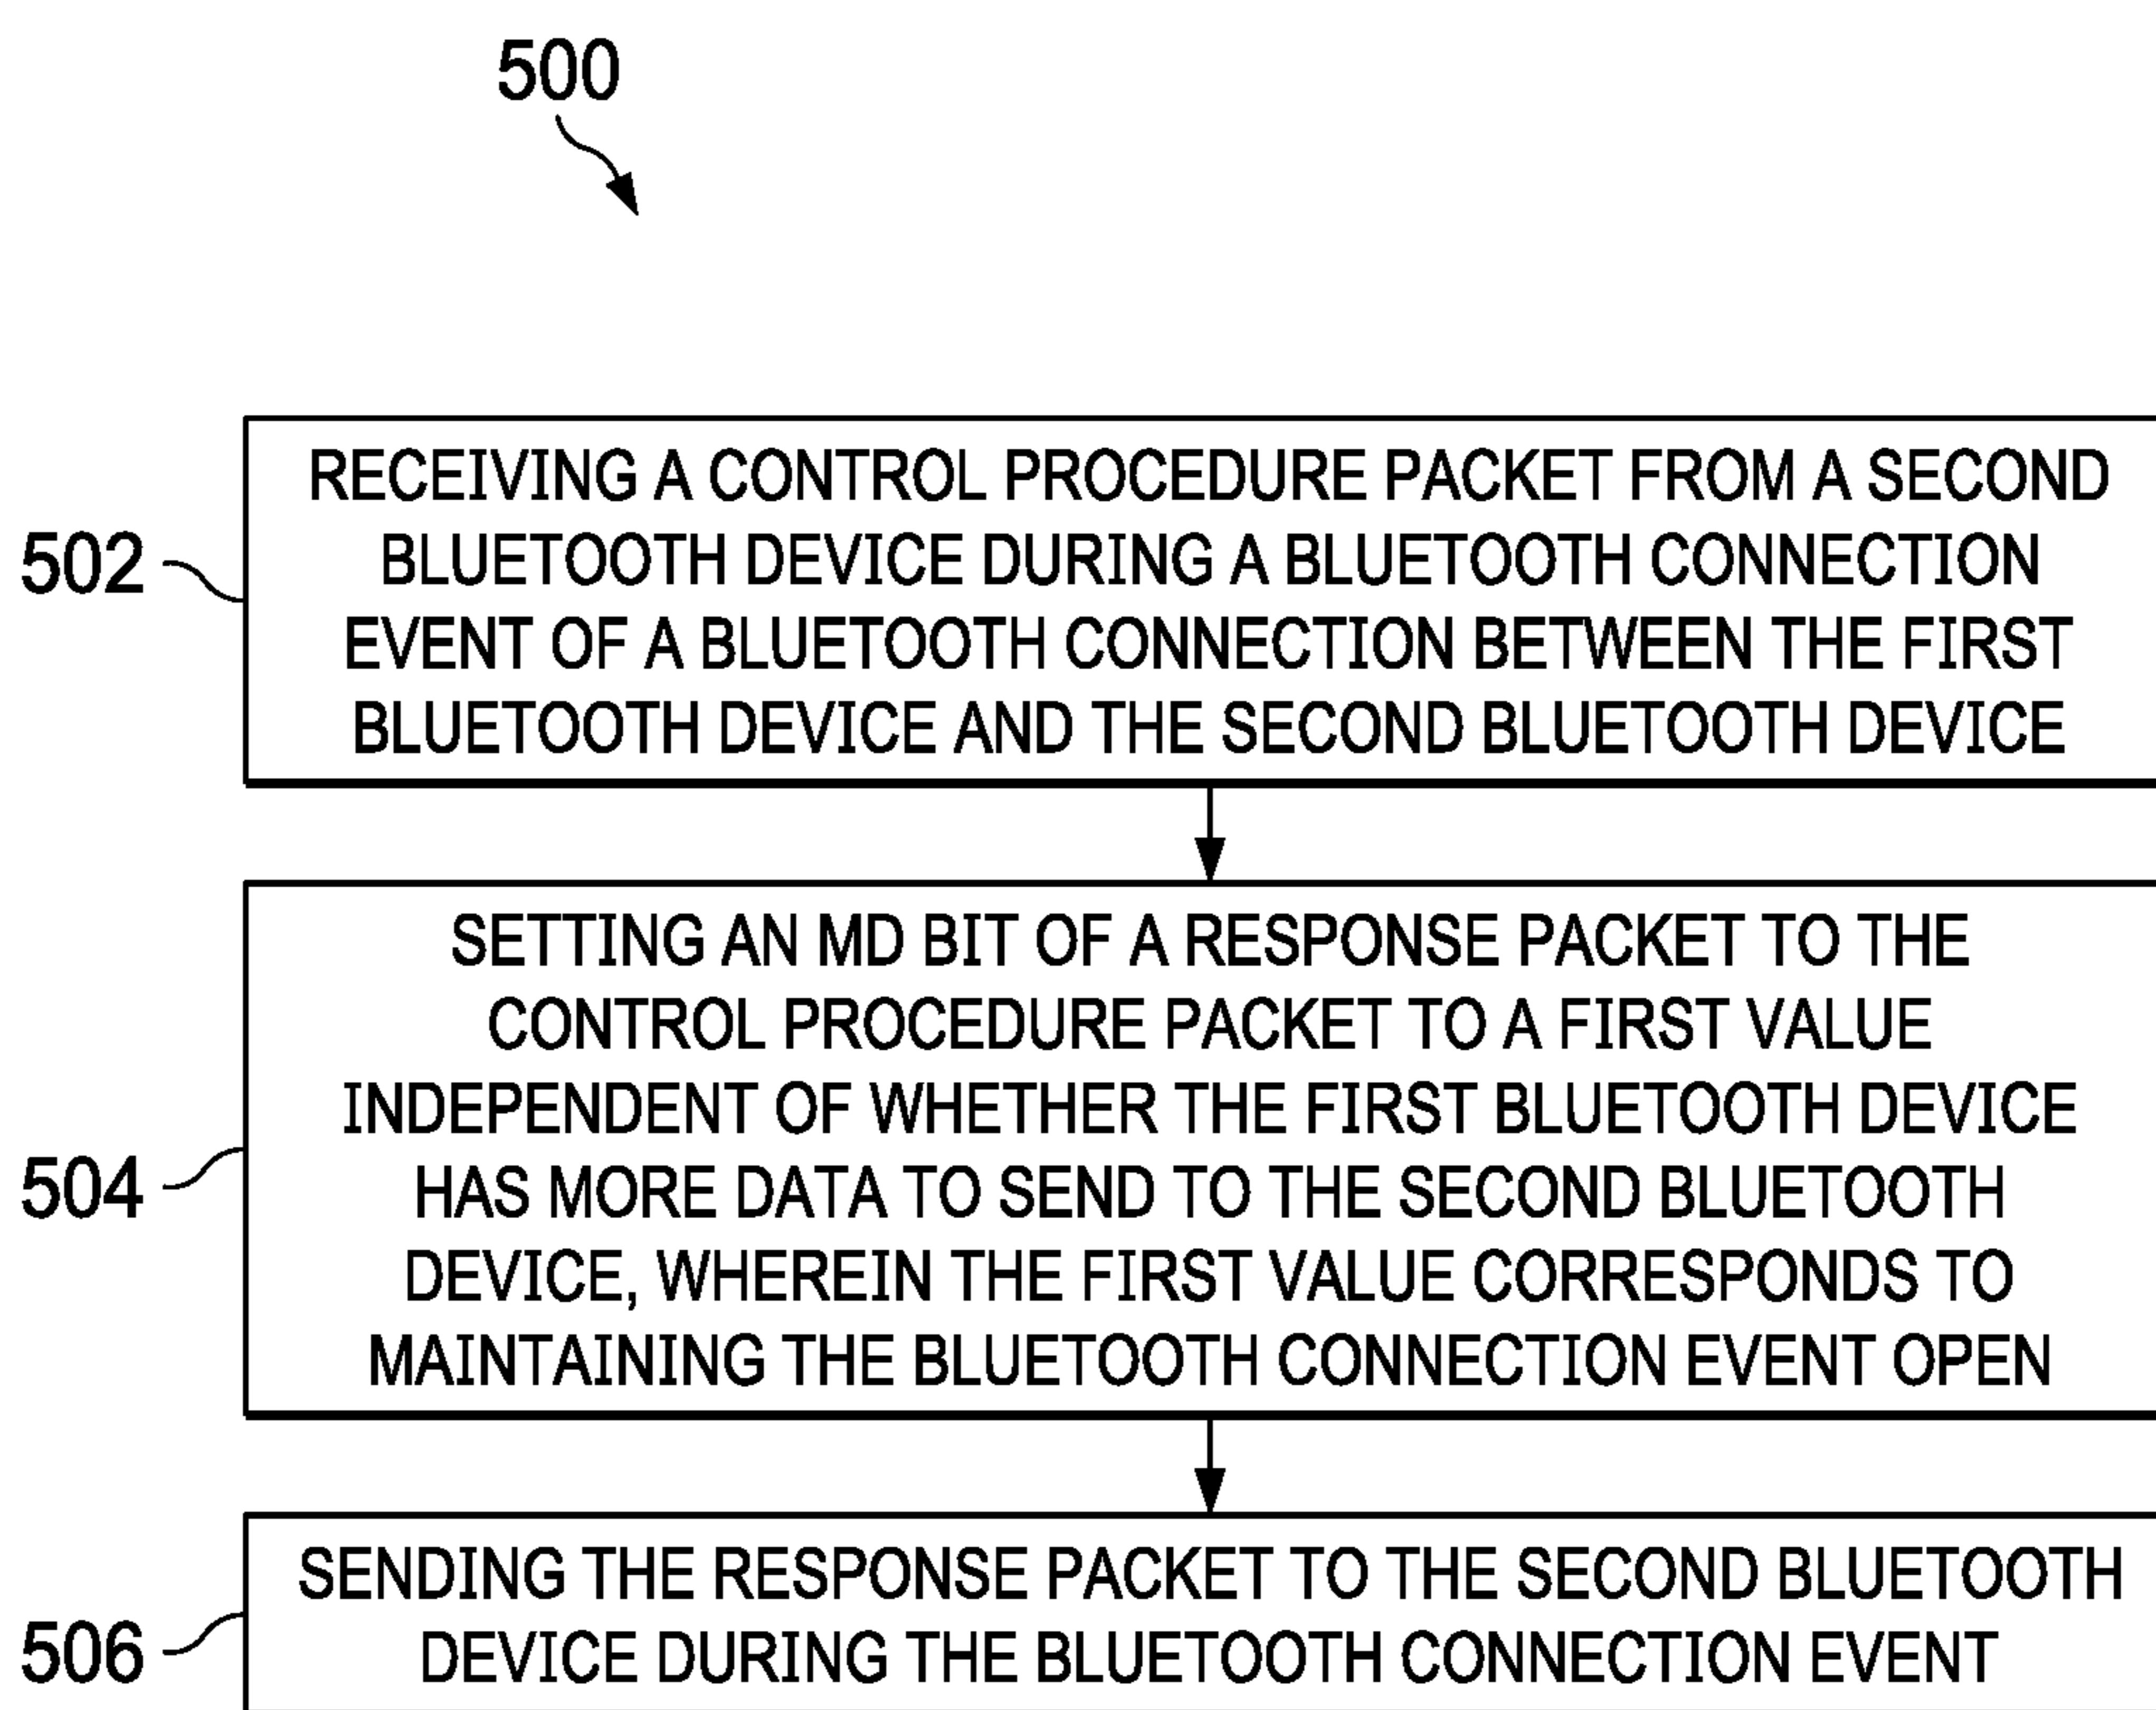 500
502
RECEIVING A CONTROL PROCEDURE PACKET FROM A SECOND
BLUETOOTH DEVICE DURING A BLUETOOTH CONNECTION
EVENT OF A BLUETOOTH CONNECTION BETWEEN THE FIRST
BLUETOOTH DEVICE AND THE SECOND BLUETOOTH DEVICE
504
SETTING AN MD BIT OF A RESPONSE PACKET TO THE
CONTROL PROCEDURE PACKET TO A FIRST VALUE
INDEPENDENT OF WHETHER THE FIRST BLUETOOTH DEVICE
HAS MORE DATA TO SEND TO THE SECOND BLUETOOTH
DEVICE, WHEREIN THE FIRST VALUE CORRESPONDS TO
MAINTAINING THE BLUETOOTH CONNECTION EVENT OPEN
506
SENDING THE RESPONSE PACKET TO THE SECOND BLUETOOTH
DEVICE DURING THE BLUETOOTH CONNECTION EVENT